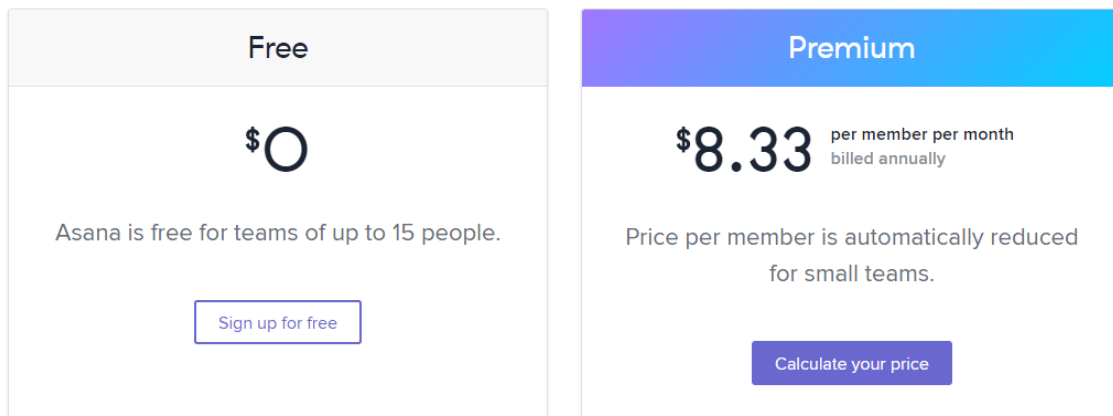 Free
$0
Asana is free for teams of up to 15 people.
Sign up for free
Premium
$8.33 per member per month
billed annually
Price per member is automatically reduced
for small teams.
Calculate your price